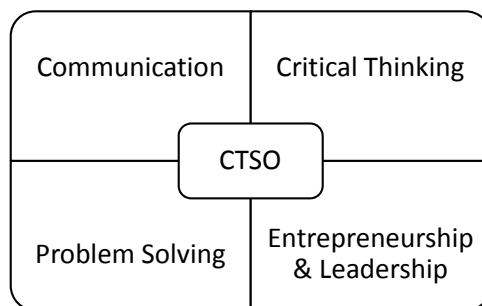 Communication
Critical Thinking
CTSO
Problem Solving
Entrepreneurship
& Leadership